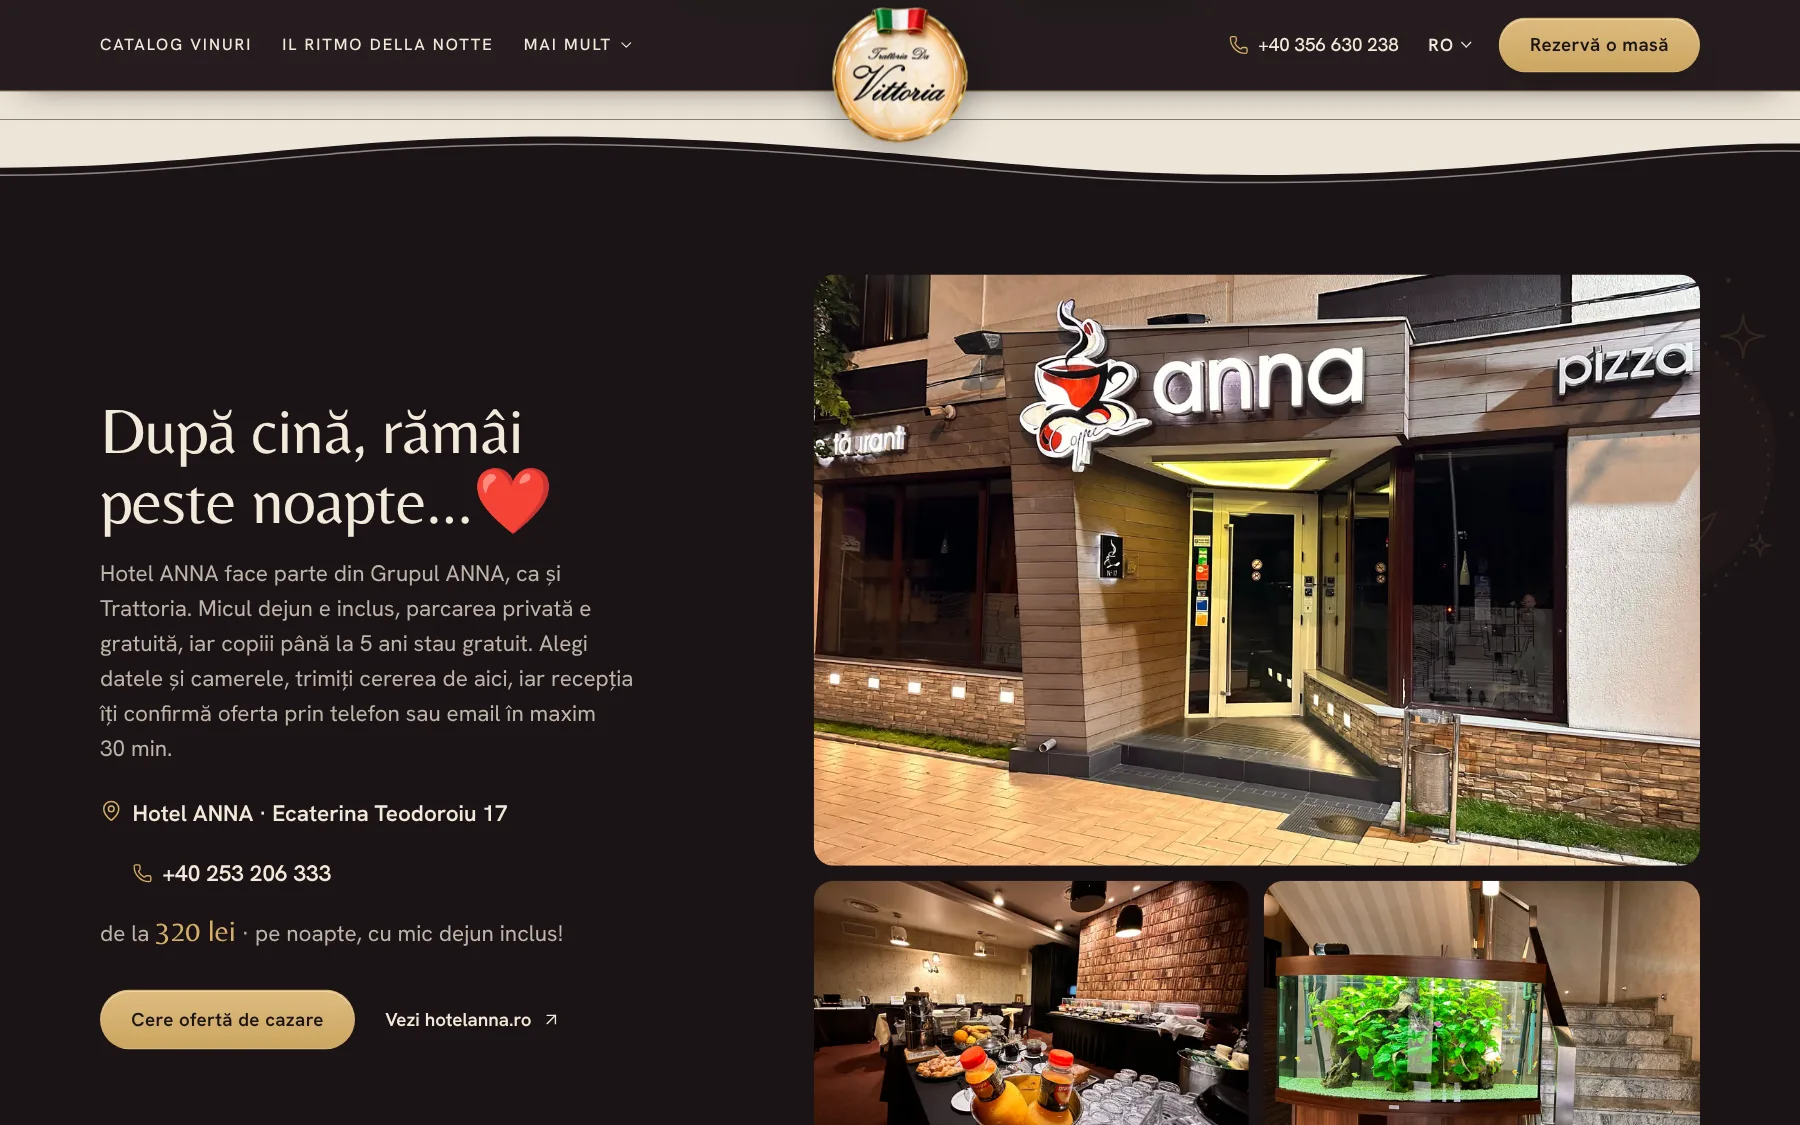 CATALOG VINURI
IL RITMO DELLA NOTTE
MAI MULT
Trattoria Da
Vittoria
+40 356 630 238
RO
Rezervă o masă
După cină, rămâi
peste noapte...❤️
Hotel ANNA face parte din Grupul ANNA, ca și
Trattoria. Micul dejun e inclus, parcarea privată e
gratuită, iar copiii până la 5 ani stau gratuit. Alegi
datele și camerele, trimiți cererea de aici, iar recepția
îți confirmă oferta prin telefon sau email în maxim
30 min.
Hotel ANNA · Ecaterina Teodoroiu 17
+40 253 206 333
de la 320 lei · pe noapte, cu mic dejun inclus!
Cere ofertă de cazare
Vezi hotelanna.ro
anna
pizza